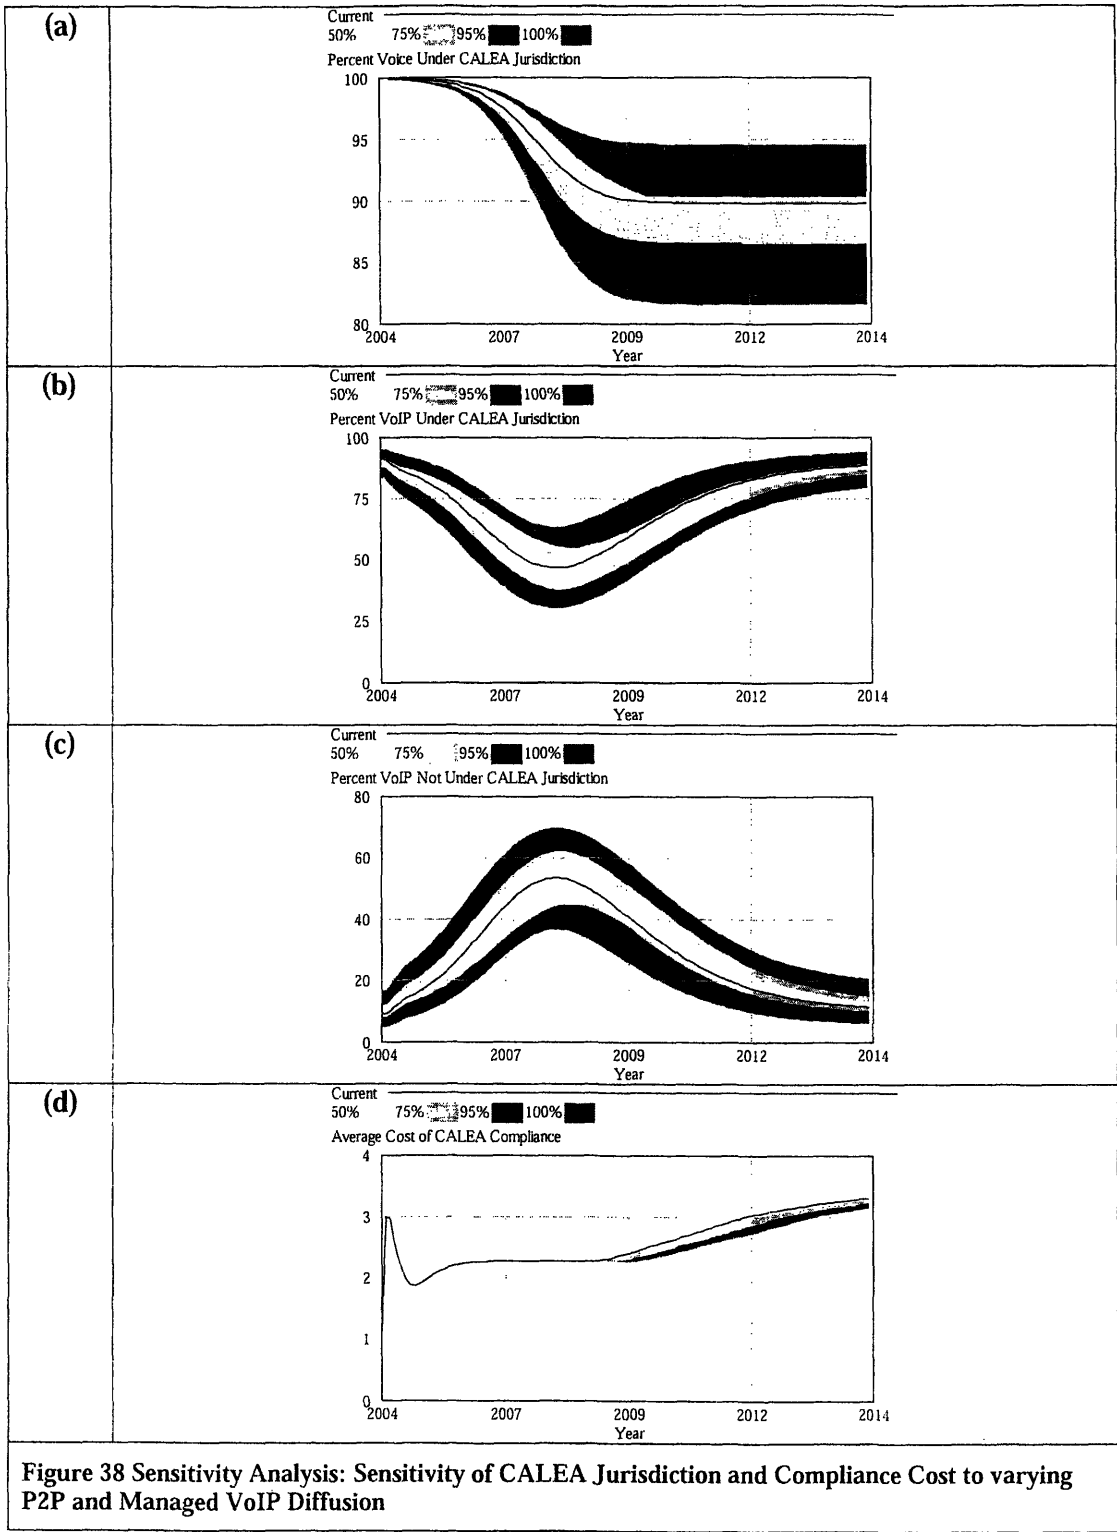 (a)
Current
50% 75% 95% 100%
Percent Voice Under CALEA Jurisdiction
100
95
90
85
80
2004 2007 2009 2012 2014
Year
(b)
Current
50% 75% 95% 100%
Percent VoIP Under CALEA Jurisdiction
100
75
50
25
0
2004 2007 2009 2012 2014
Year
(c)
Current
50% 75% 95% 100%
Percent VoIP Not Under CALEA Jurisdiction
80
60
40
20
0
2004 2007 2009 2012 2014
Year
(d)
Current
50% 75% 95% 100%
Average Cost of CALEA Compliance
4
3
2
1
0
2004 2007 2009 2012 2014
Year
Figure 38 Sensitivity Analysis: Sensitivity of CALEA Jurisdiction and Compliance Cost to varying
P2P and Managed VoIP Diffusion